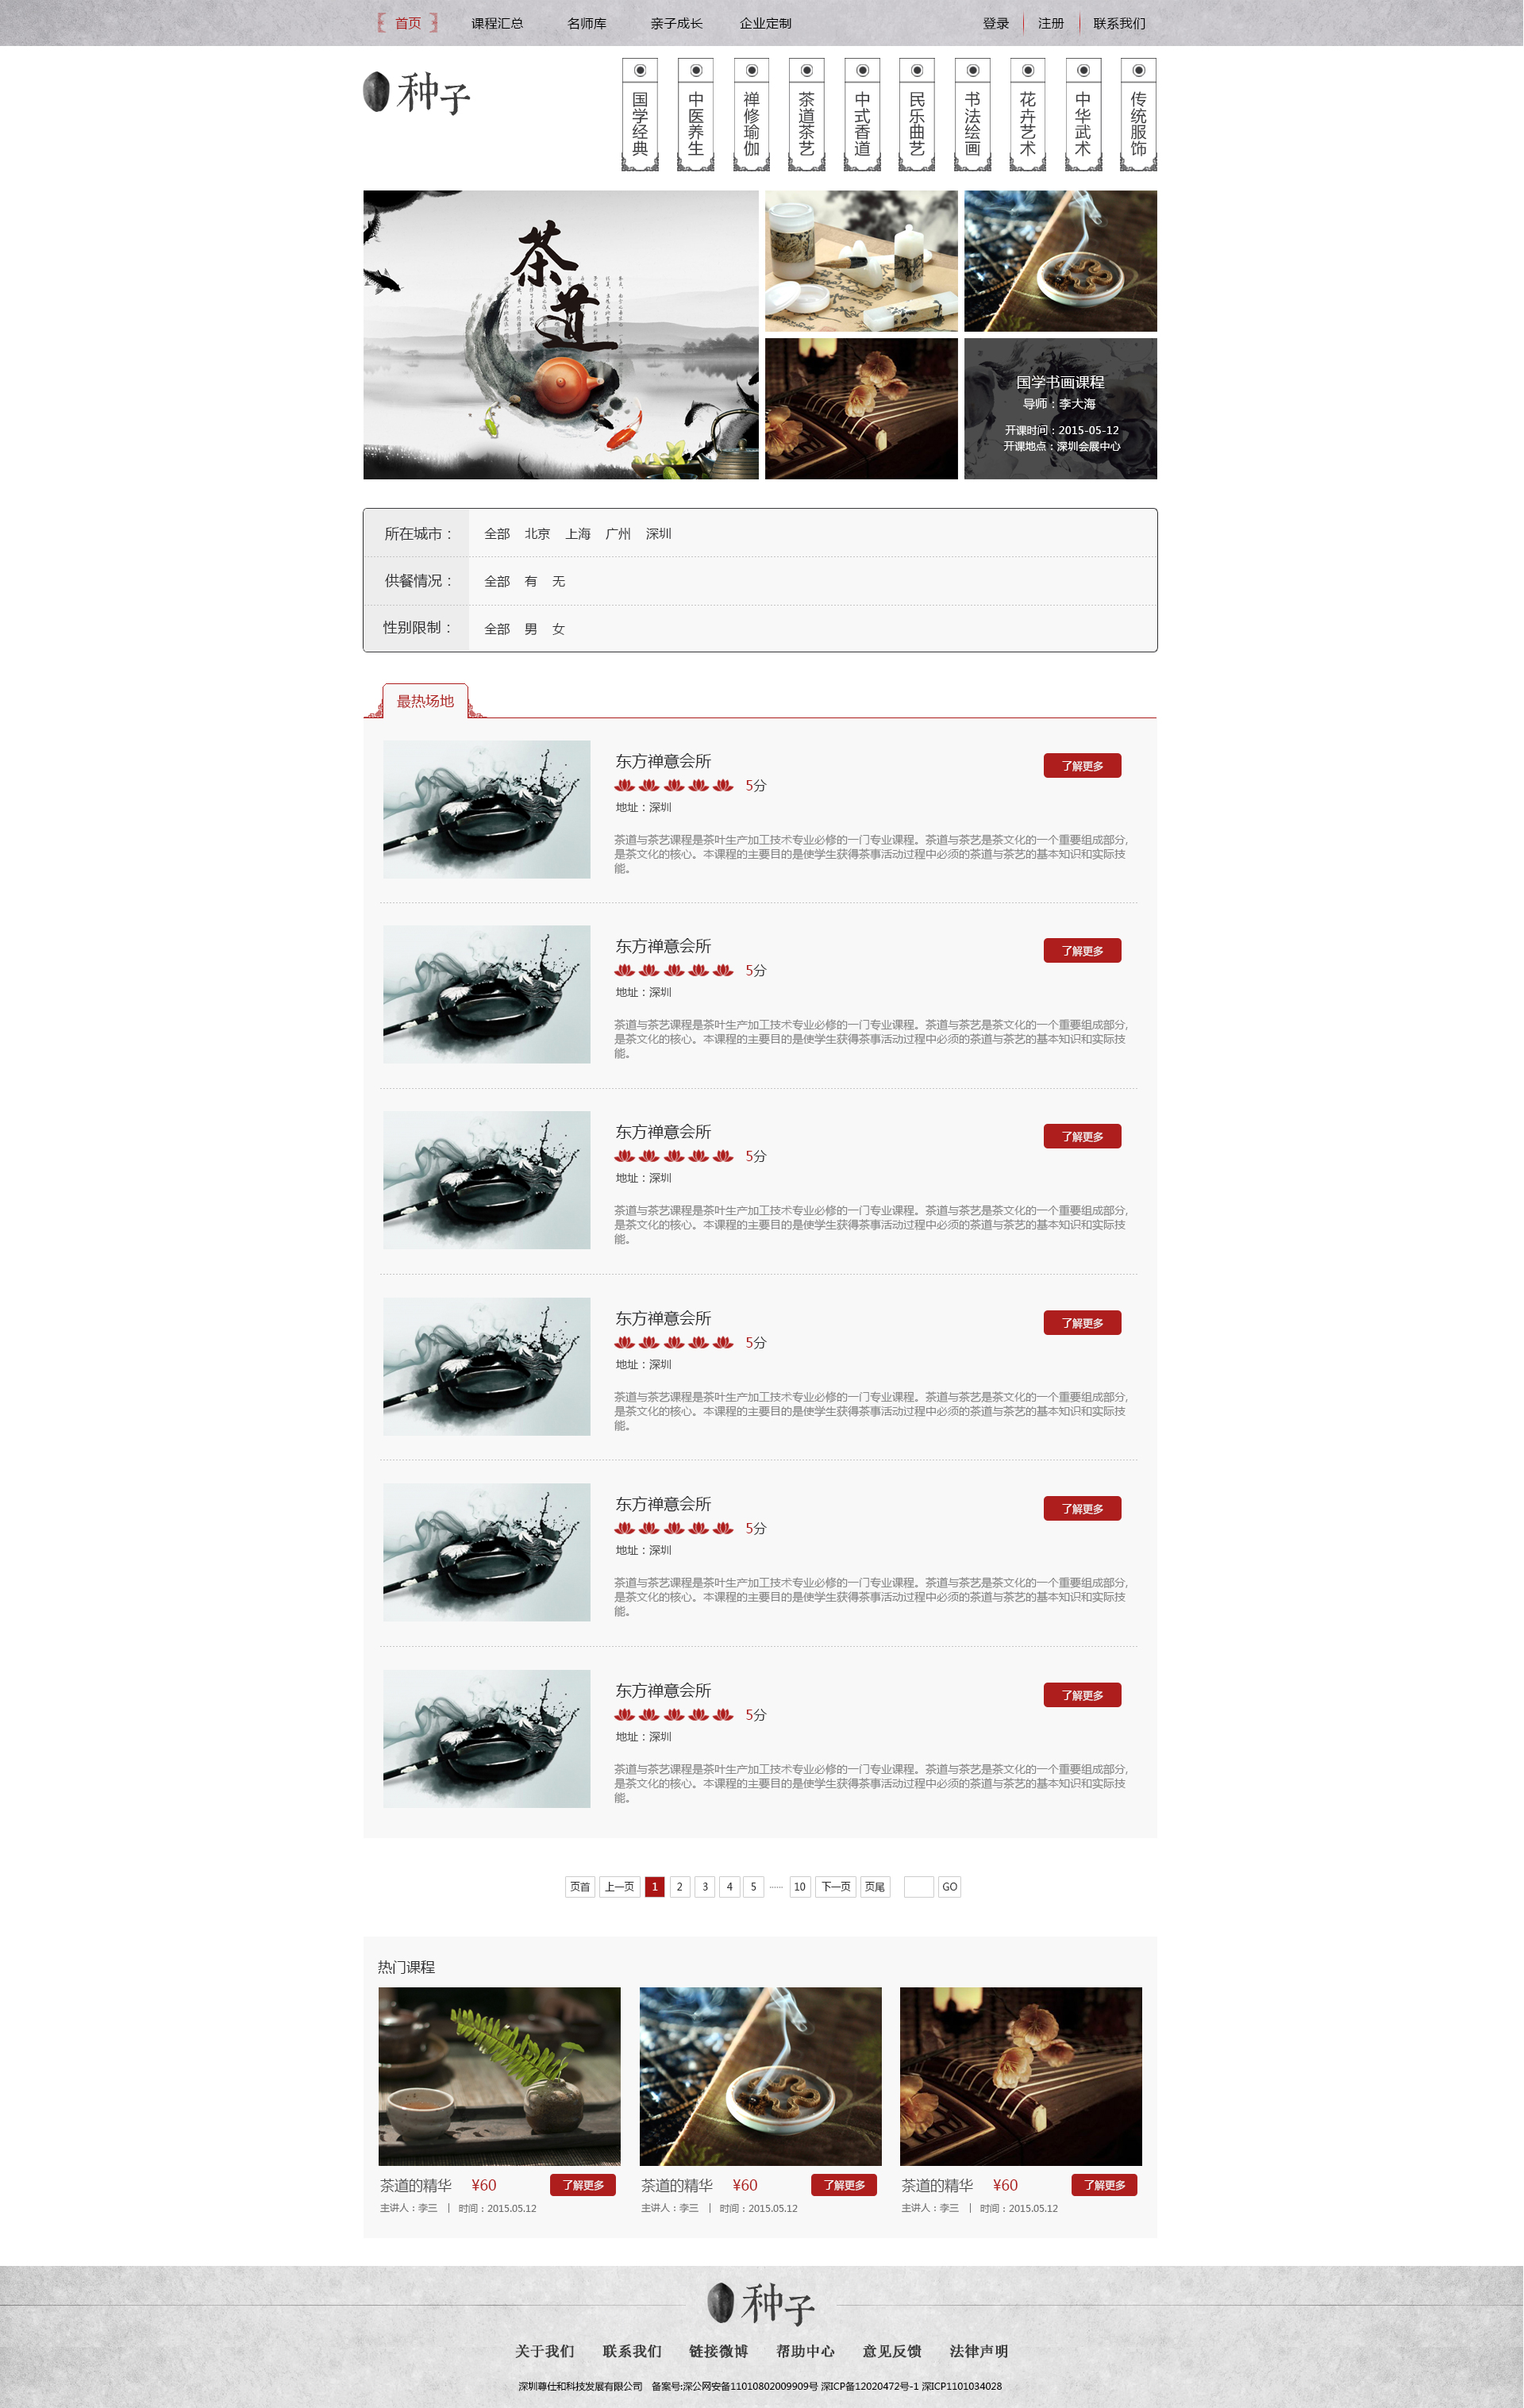 首页 课程汇总 名师库 亲子成长 企业定制 登录 注册 联系我们
种子
国学经典
中医养生
禅修瑜伽
茶道茶艺
中式香道
民乐曲艺
书法绘画
花卉艺术
中华武术
传统服饰
茶道
国学书画课程
导师：李大海
开课时间：2015-05-12
开课地点：深圳会展中心
所在城市： 全部 北京 上海 广州 深圳
供餐情况： 全部 有 无
性别限制： 全部 男 女
最热场地
东方禅意会所 了解更多
5分
地址：深圳
茶道与茶艺课程是茶叶生产加工技术专业必修的一门专业课程。茶道与茶艺是茶文化的一个重要组成部分,
是茶文化的核心。本课程的主要目的是使学生获得茶事活动过程中必须的茶道与茶艺的基本知识和实际技
能。
东方禅意会所 了解更多
5分
地址：深圳
茶道与茶艺课程是茶叶生产加工技术专业必修的一门专业课程。茶道与茶艺是茶文化的一个重要组成部分,
是茶文化的核心。本课程的主要目的是使学生获得茶事活动过程中必须的茶道与茶艺的基本知识和实际技
能。
东方禅意会所 了解更多
5分
地址：深圳
茶道与茶艺课程是茶叶生产加工技术专业必修的一门专业课程。茶道与茶艺是茶文化的一个重要组成部分,
是茶文化的核心。本课程的主要目的是使学生获得茶事活动过程中必须的茶道与茶艺的基本知识和实际技
能。
东方禅意会所 了解更多
5分
地址：深圳
茶道与茶艺课程是茶叶生产加工技术专业必修的一门专业课程。茶道与茶艺是茶文化的一个重要组成部分,
是茶文化的核心。本课程的主要目的是使学生获得茶事活动过程中必须的茶道与茶艺的基本知识和实际技
能。
东方禅意会所 了解更多
5分
地址：深圳
茶道与茶艺课程是茶叶生产加工技术专业必修的一门专业课程。茶道与茶艺是茶文化的一个重要组成部分,
是茶文化的核心。本课程的主要目的是使学生获得茶事活动过程中必须的茶道与茶艺的基本知识和实际技
能。
东方禅意会所 了解更多
5分
地址：深圳
茶道与茶艺课程是茶叶生产加工技术专业必修的一门专业课程。茶道与茶艺是茶文化的一个重要组成部分,
是茶文化的核心。本课程的主要目的是使学生获得茶事活动过程中必须的茶道与茶艺的基本知识和实际技
能。
页首 上一页 1 2 3 4 5 ······ 10 下一页 页尾 GO
热门课程
茶道的精华 ¥60 了解更多
主讲人：李三 | 时间：2015.05.12
茶道的精华 ¥60 了解更多
主讲人：李三 | 时间：2015.05.12
茶道的精华 ¥60 了解更多
主讲人：李三 | 时间：2015.05.12
种子
关于我们 联系我们 链接微博 帮助中心 意见反馈 法律声明
深圳尊仕和科技发展有限公司 备案号:深公网安备11010802009909号 深ICP备12020472号-1 深ICP1101034028